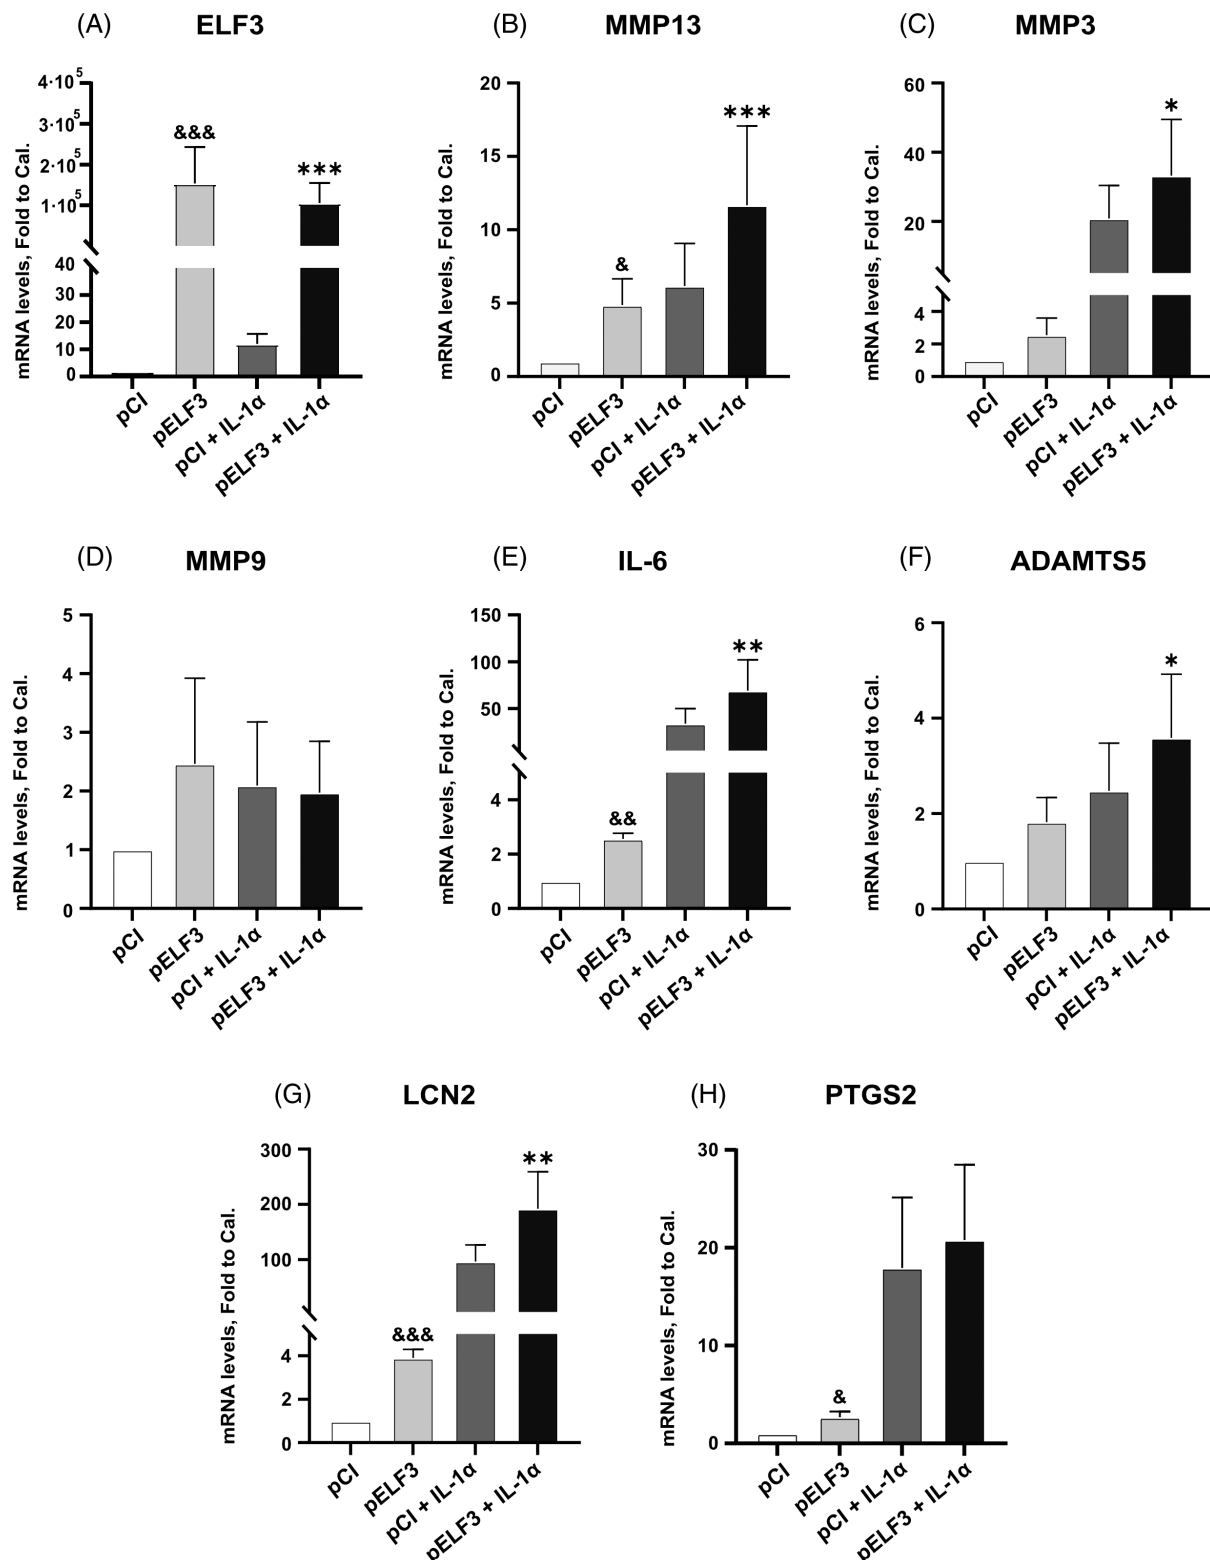 (A) ELF3
mRNA levels, Fold to Cal.
4·10⁵
3·10⁵
2·10⁵
1·10⁵
40
30
20
10
0
&&&
***
pCI
pELF3
pCI + IL-1α
pELF3 + IL-1α
(B) MMP13
mRNA levels, Fold to Cal.
20
15
10
5
0
&
***
pCI
pELF3
pCI + IL-1α
pELF3 + IL-1α
(C) MMP3
mRNA levels, Fold to Cal.
60
40
20
4
2
0
*
pCI
pELF3
pCI + IL-1α
pELF3 + IL-1α
(D) MMP9
mRNA levels, Fold to Cal.
5
4
3
2
1
0
pCI
pELF3
pCI + IL-1α
pELF3 + IL-1α
(E) IL-6
mRNA levels, Fold to Cal.
150
100
50
4
2
0
&&
**
pCI
pELF3
pCI + IL-1α
pELF3 + IL-1α
(F) ADAMTS5
mRNA levels, Fold to Cal.
6
4
2
0
*
pCI
pELF3
pCI + IL-1α
pELF3 + IL-1α
(G) LCN2
mRNA levels, Fold to Cal.
300
200
100
4
2
0
&&&
**
pCI
pELF3
pCI + IL-1α
pELF3 + IL-1α
(H) PTGS2
mRNA levels, Fold to Cal.
30
20
10
0
&
pCI
pELF3
pCI + IL-1α
pELF3 + IL-1α